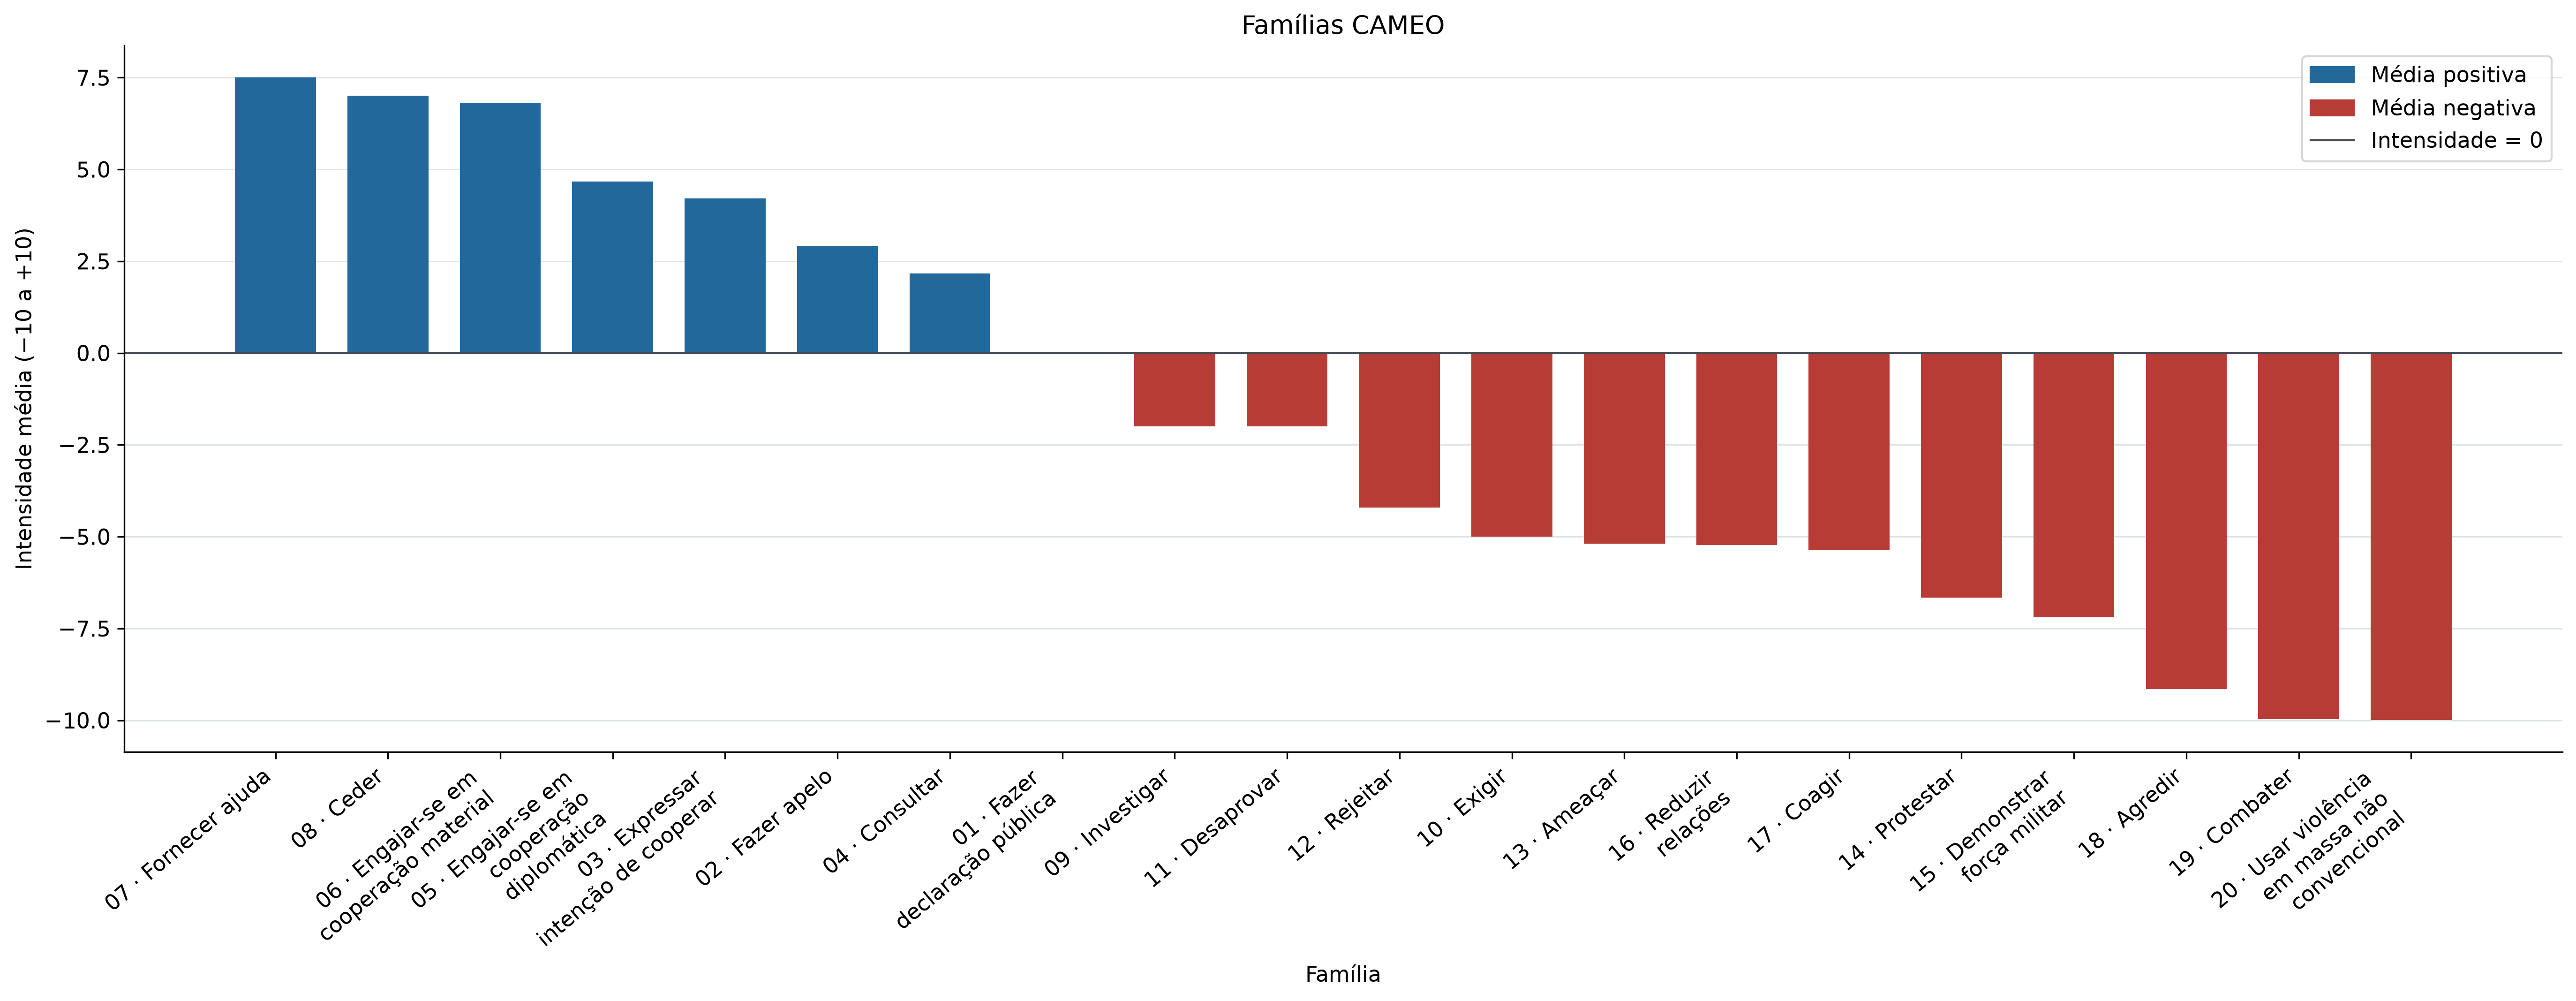 Famílias CAMEO
Média positiva
Média negativa
Intensidade = 0
Intensidade média (−10 a +10)
7.5
5.0
2.5
0.0
−2.5
−5.0
−7.5
−10.0
07 · Fornecer ajuda
08 · Ceder
06 · Engajar-se em
cooperação material
05 · Engajar-se em
cooperação
diplomática
03 · Expressar
intenção de cooperar
02 · Fazer apelo
04 · Consultar
01 · Fazer
declaração pública
09 · Investigar
11 · Desaprovar
12 · Rejeitar
10 · Exigir
13 · Ameaçar
16 · Reduzir
relações
17 · Coagir
14 · Protestar
15 · Demonstrar
força militar
18 · Agredir
19 · Combater
20 · Usar violência
em massa não
convencional
Família